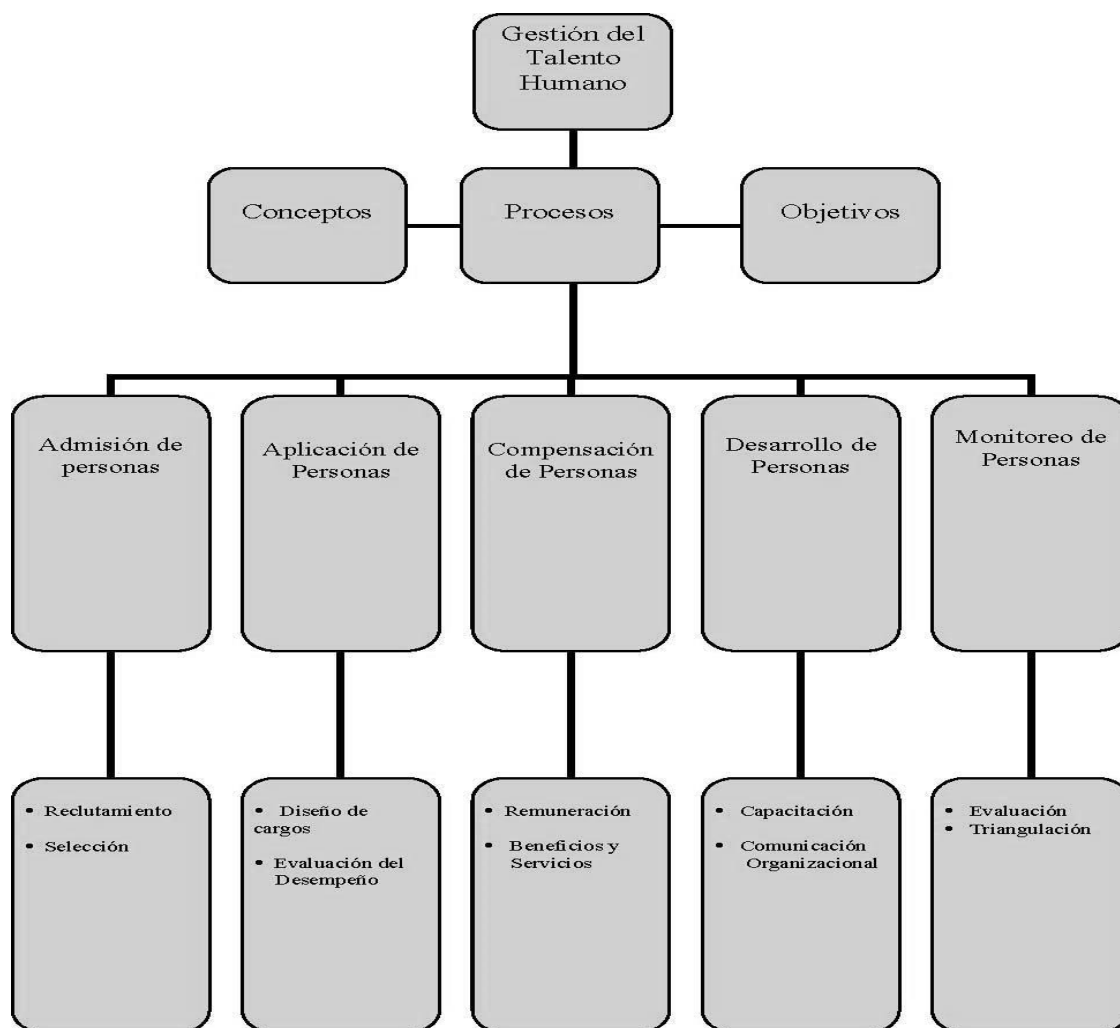 Gestión del
Talento
Humano
Conceptos
Procesos
Objetivos
Admisión de
personas
Aplicación de
Personas
Compensación
de Personas
Desarrollo de
Personas
Monitoreo de
Personas
• Reclutamiento
• Selección
• Diseño de
cargos
• Evaluación del
Desempeño
• Remuneración
• Beneficios y
Servicios
• Capacitación
• Comunicación
Organizacional
• Evaluación
• Triangulación